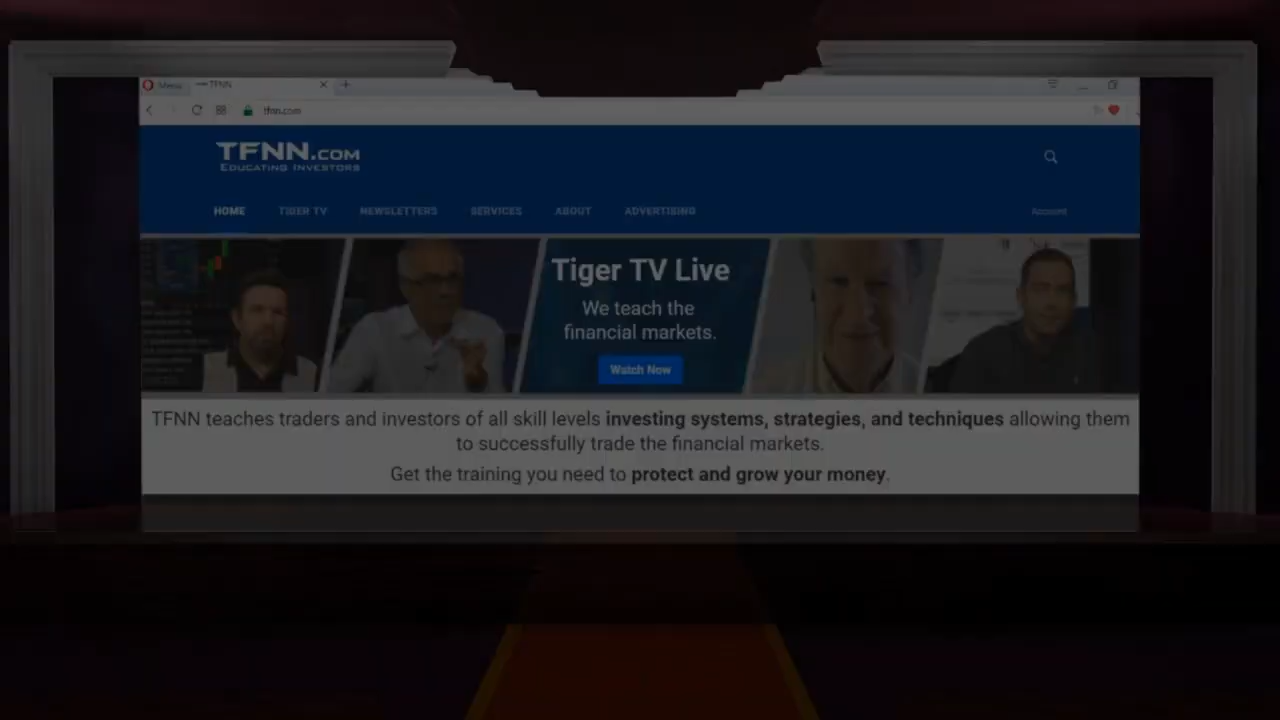 Menu
TFNN
tfnn.com
TFNN.COM
EDUCATING INVESTORS
HOME TIGER TV NEWSLETTERS SERVICES ABOUT ADVERTISING Account
Tiger TV Live
We teach the
financial markets.
Watch Now
TFNN teaches traders and investors of all skill levels investing systems, strategies, and techniques allowing them
to successfully trade the financial markets.
Get the training you need to protect and grow your money.